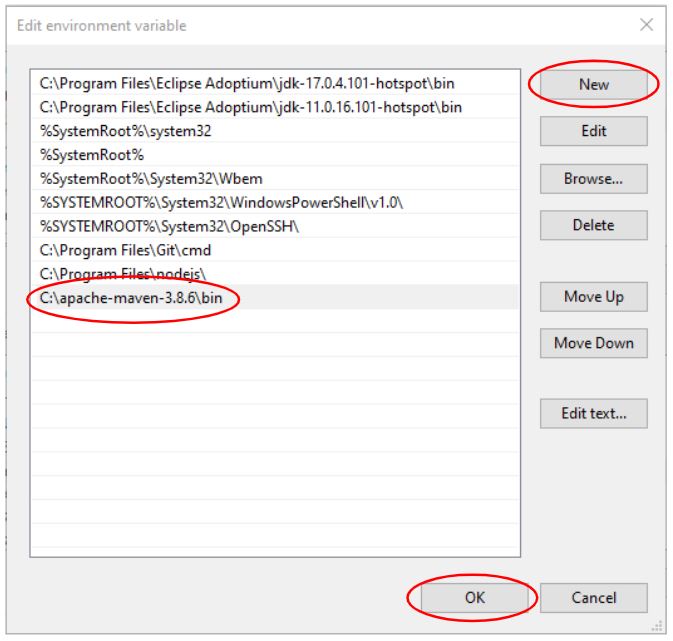 Edit environment variable
C:\Program Files\Eclipse Adoptium\jdk-17.0.4.101-hotspot\bin
C:\Program Files\Eclipse Adoptium\jdk-11.0.16.101-hotspot\bin
%SystemRoot%\system32
%SystemRoot%
%SystemRoot%\System32\Wbem
%SYSTEMROOT%\System32\WindowsPowerShell\v1.0\
%SYSTEMROOT%\System32\OpenSSH\
C:\Program Files\Git\cmd
C:\Program Files\nodejs\
C:\apache-maven-3.8.6\bin
New
Edit
Browse...
Delete
Move Up
Move Down
Edit text...
OK
Cancel